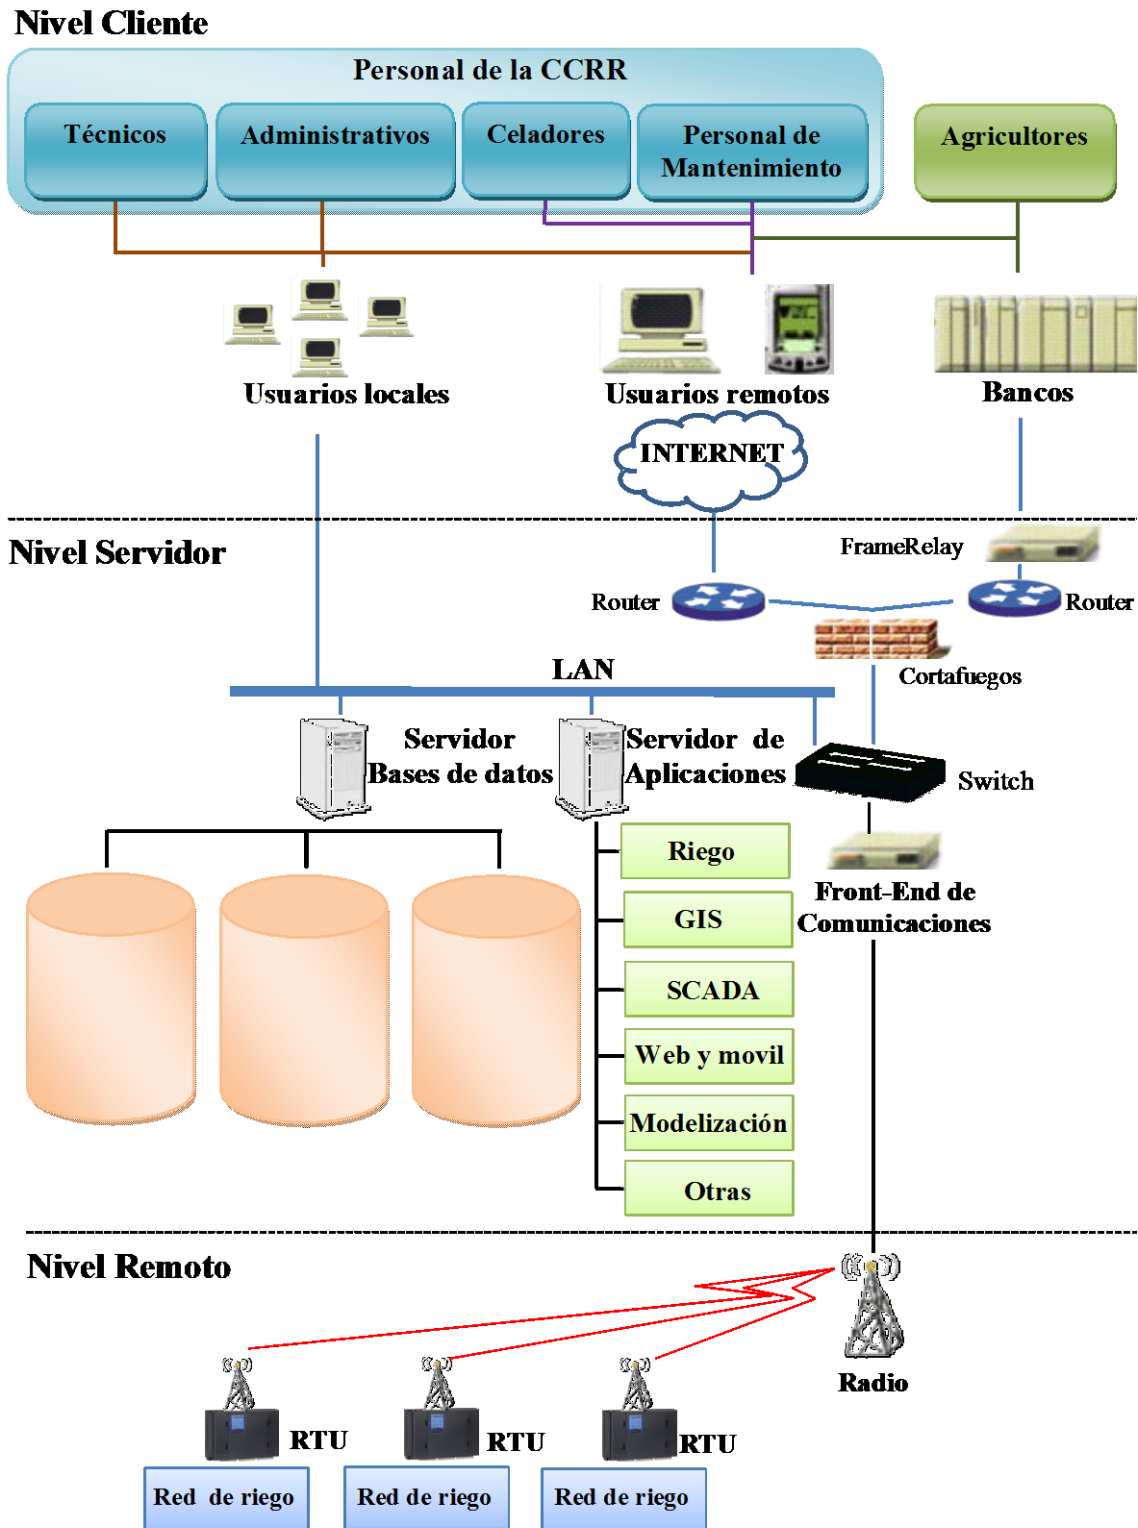 Nivel Cliente
Personal de la CCRR
Técnicos
Administrativos
Celadores
Personal de
Mantenimiento
Agricultores
Usuarios locales
Usuarios remotos
Bancos
INTERNET
Nivel Servidor
FrameRelay
Router
Router
Cortafuegos
LAN
Servidor
Bases de datos
Servidor de
Aplicaciones
Switch
Riego
GIS
SCADA
Web y movil
Modelización
Otras
Front-End de
Comunicaciones
Nivel Remoto
Radio
RTU
RTU
RTU
Red de riego
Red de riego
Red de riego